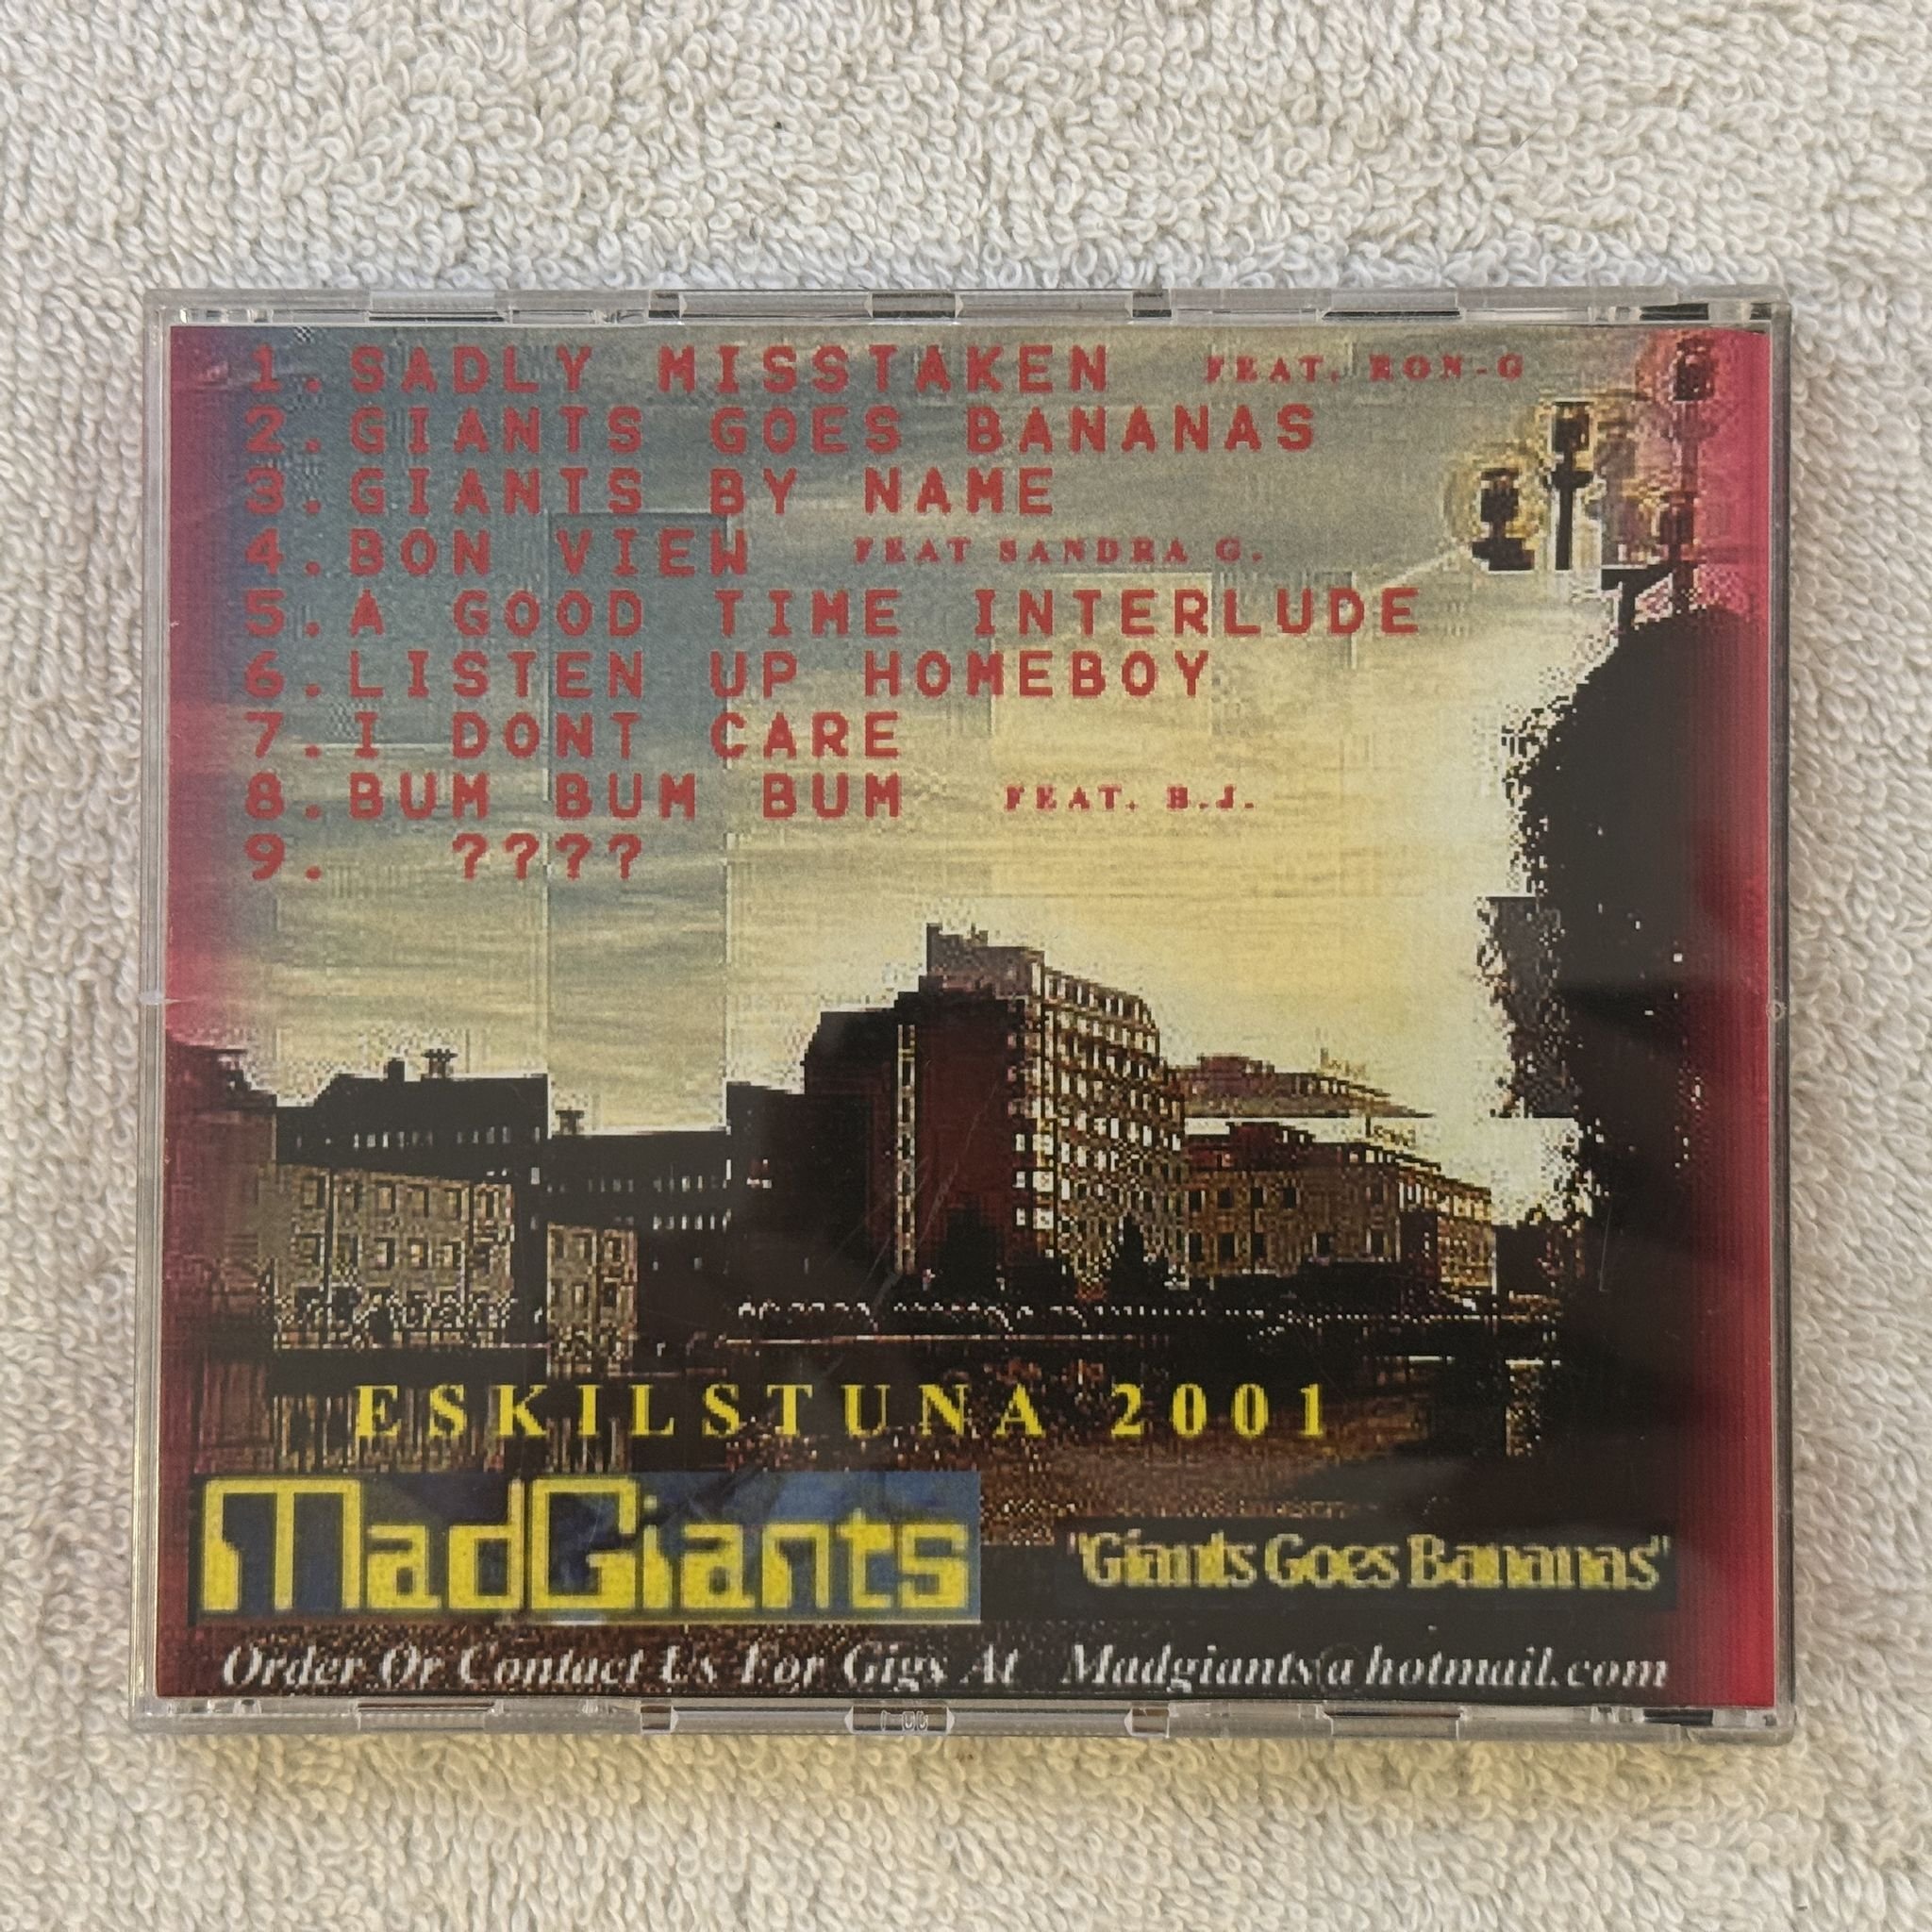 1. SADLY MISSTAKEN FEAT. RON-G
2. GIANTS GOES BANANAS
3. GIANTS BY NAME
4. BON VIEW FEAT SANDRA G.
5. A GOOD TIME INTERLUDE
6. LISTEN UP HOMEBOY
7. I DONT CARE
8. BUM BUM BUM FEAT. B.J.
9. ????
ESKILSTUNA 2001
MadGiants
"Giants Goes Bananas"
Order Or Contact Us For Gigs At Madgiants@hotmail.com